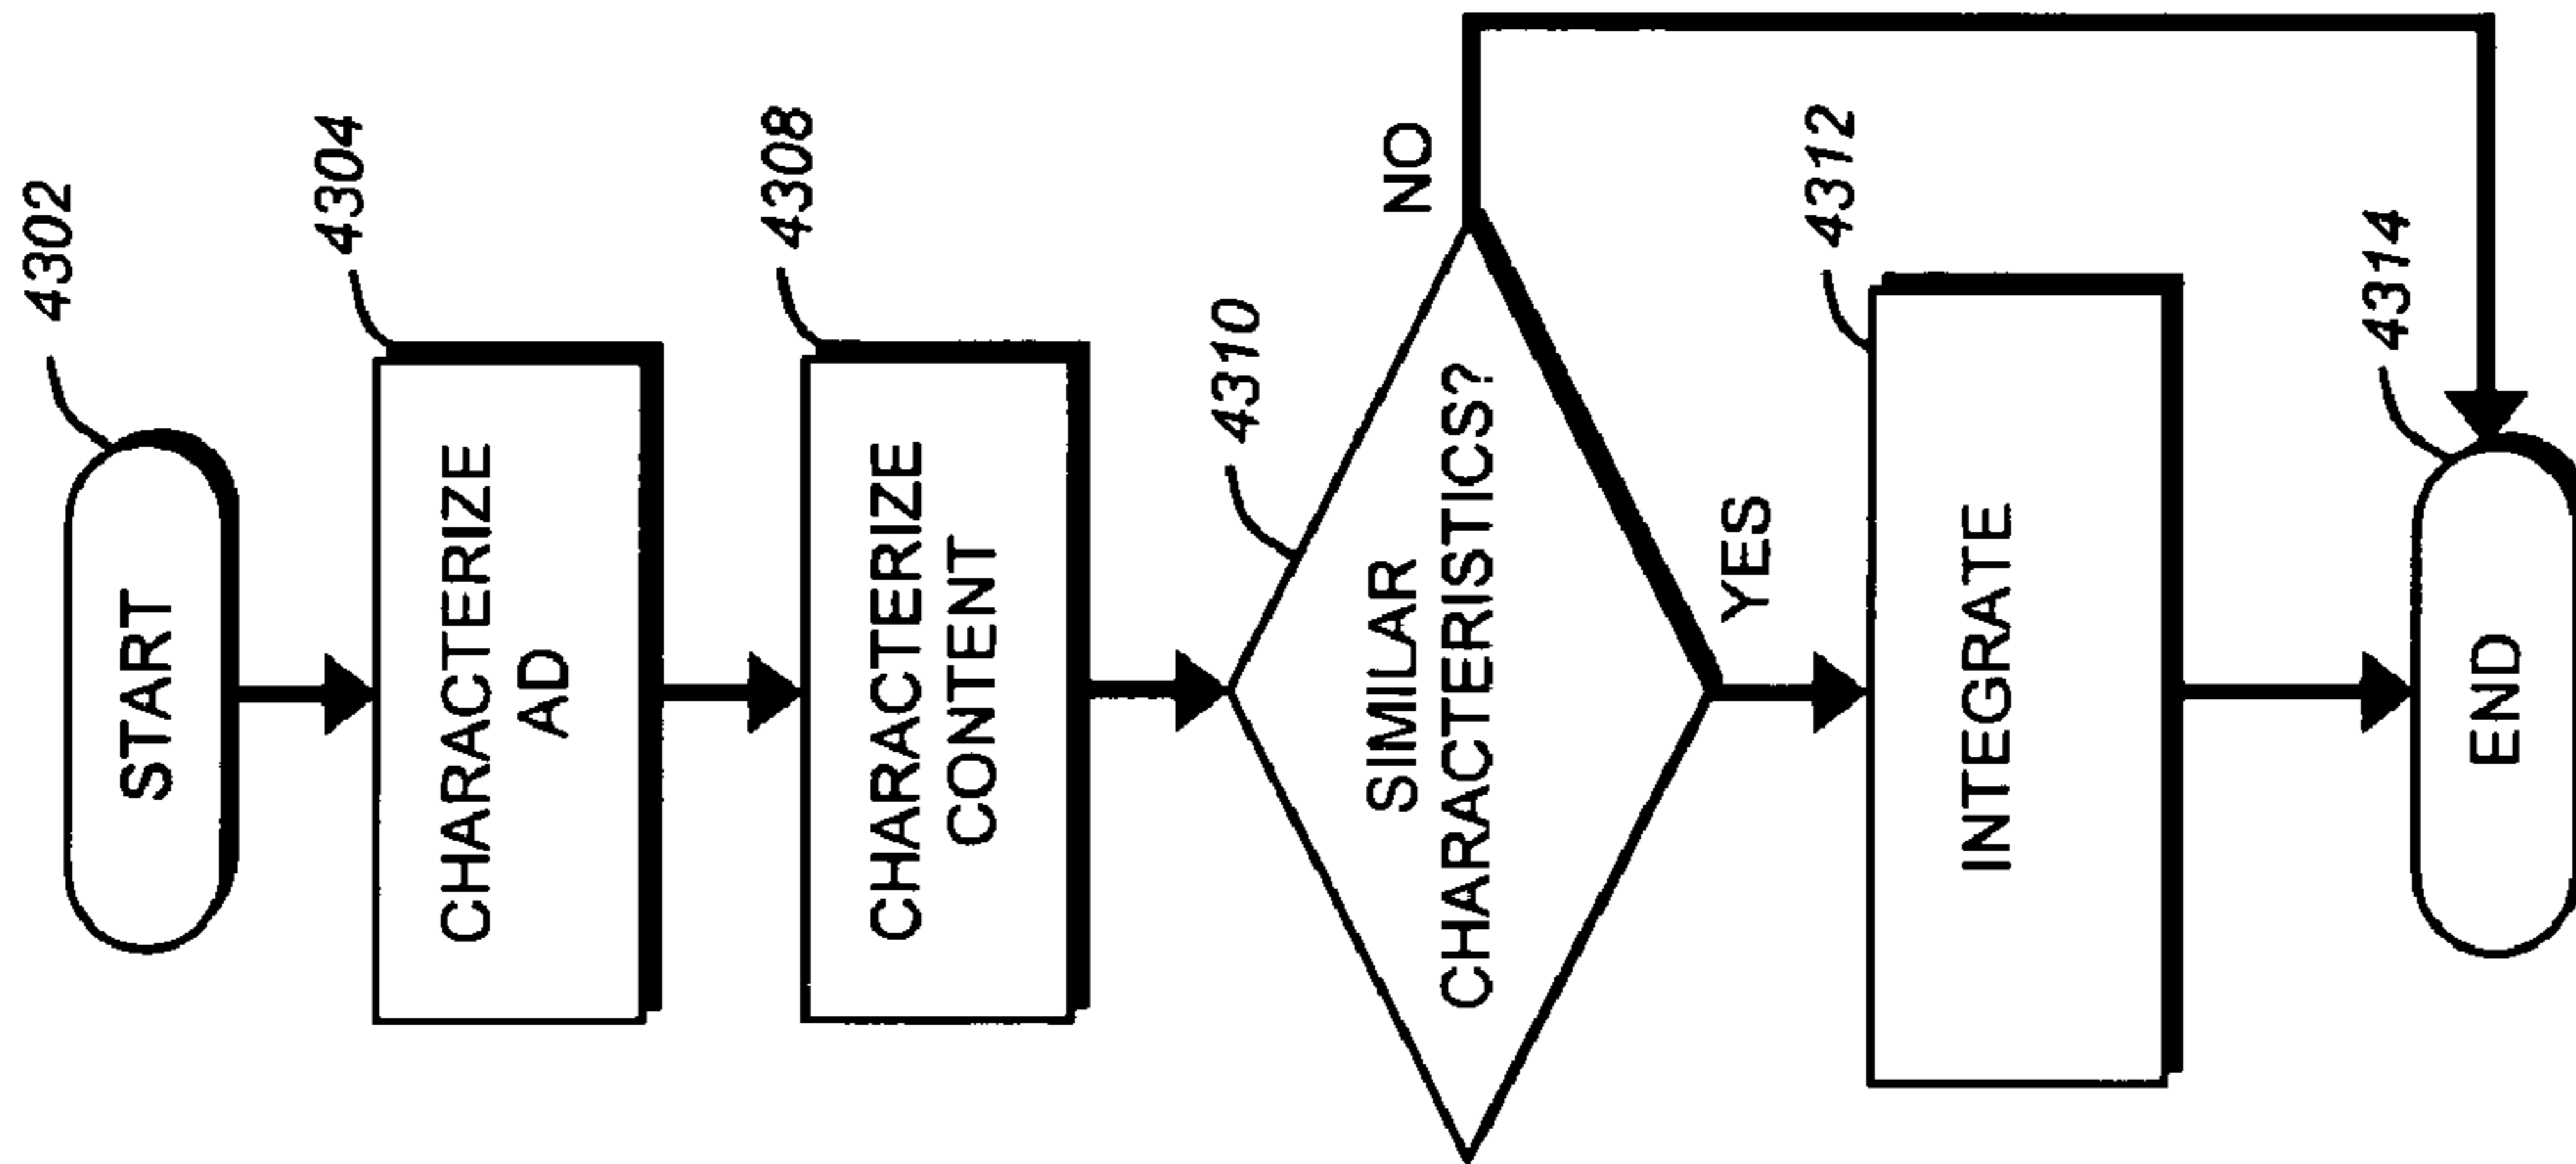 4302
START
4304
CHARACTERIZE
AD
4308
CHARACTERIZE
CONTENT
4310
SIMILAR
CHARACTERISTICS?
NO
YES
4312
INTEGRATE
4314
END